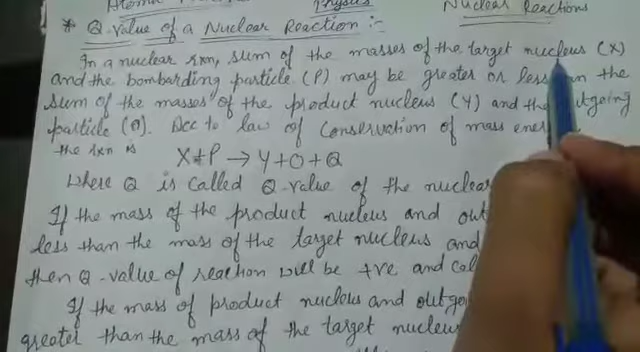 Atomic Physics Nuclear Reactions
* Q-Value of a Nuclear Reaction :-
In a nuclear rxn, sum of the masses of the target nucleus (X)
and the bombarding particle (P) may be greater or less than the
sum of the masses of the product nucleus (Y) and the outgoing
particle (O). Acc to law of conservation of mass ener
the rxn is
X+P → Y+O+Q
Where Q is called Q-value of the nuclear
If the mass of the product nucleus and out
less than the mass of the target nucleus and
then Q-value of reaction will be +ve and cal
If the mass of product nucleus and outgo
greater than the mass of the target nucleus